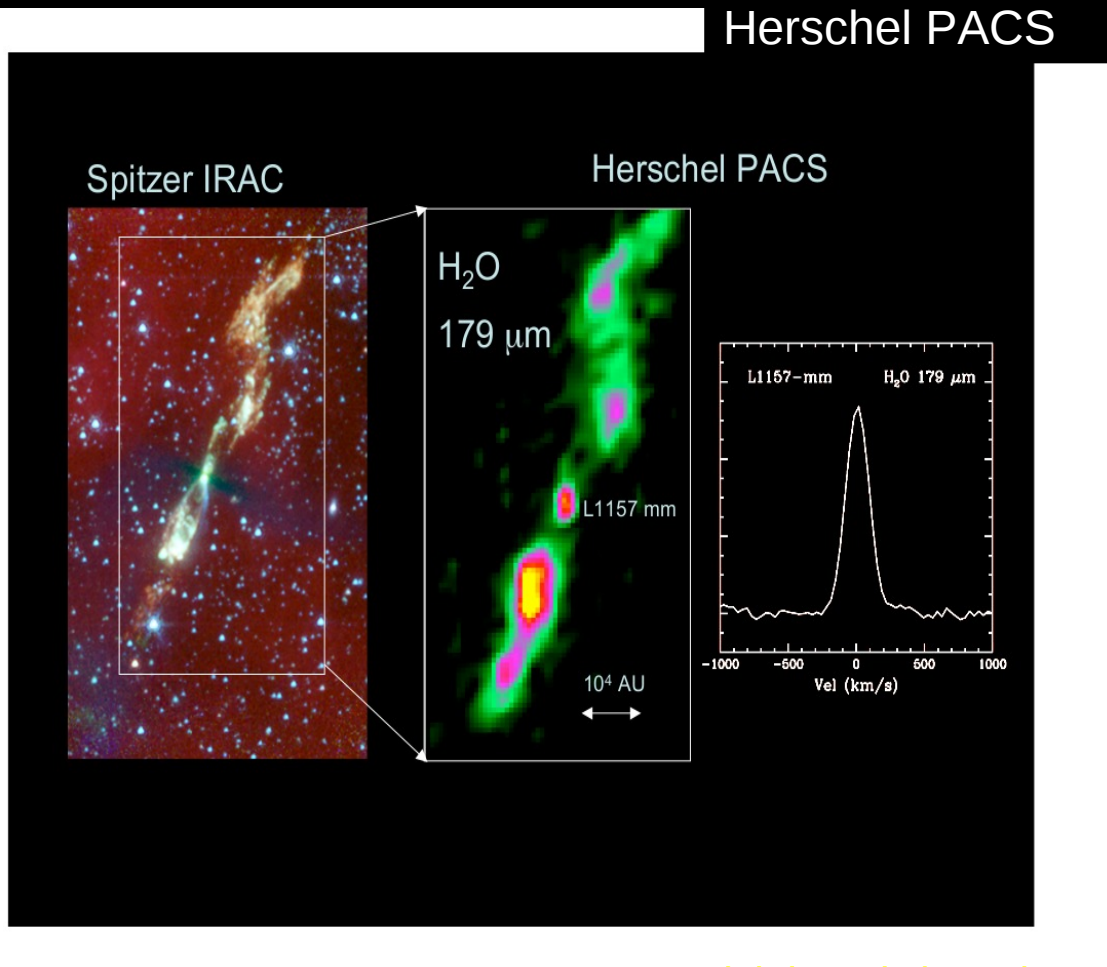 Herschel PACS
Spitzer IRAC
Herschel PACS
H₂O
179 μm
L1157 mm
10⁴ AU
L1157-mm H₂O 179 μm
-1000 -500 0 500 1000
Vel (km/s)